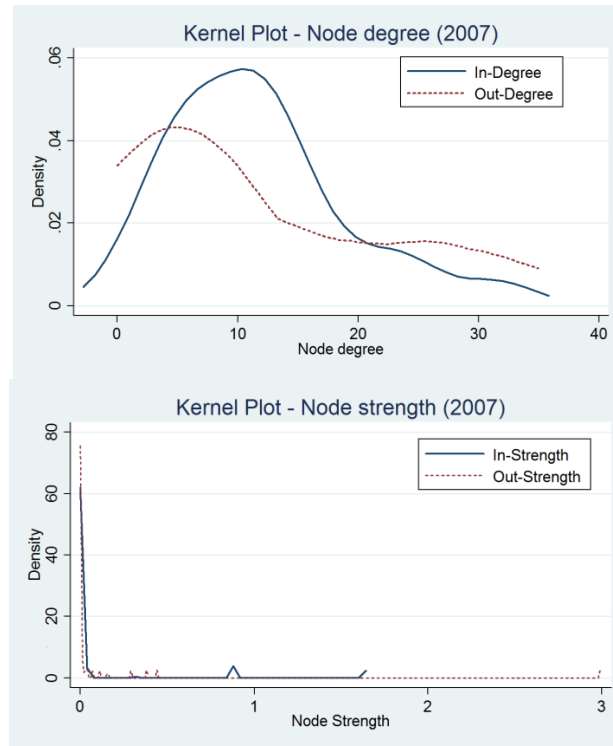 Kernel Plot - Node degree (2007)
.06
.04
.02
0
Density
In-Degree
Out-Degree
0 10 20 30 40
Node degree
Kernel Plot - Node strength (2007)
80
60
40
20
0
Density
In-Strength
Out-Strength
0 1 2 3
Node Strength